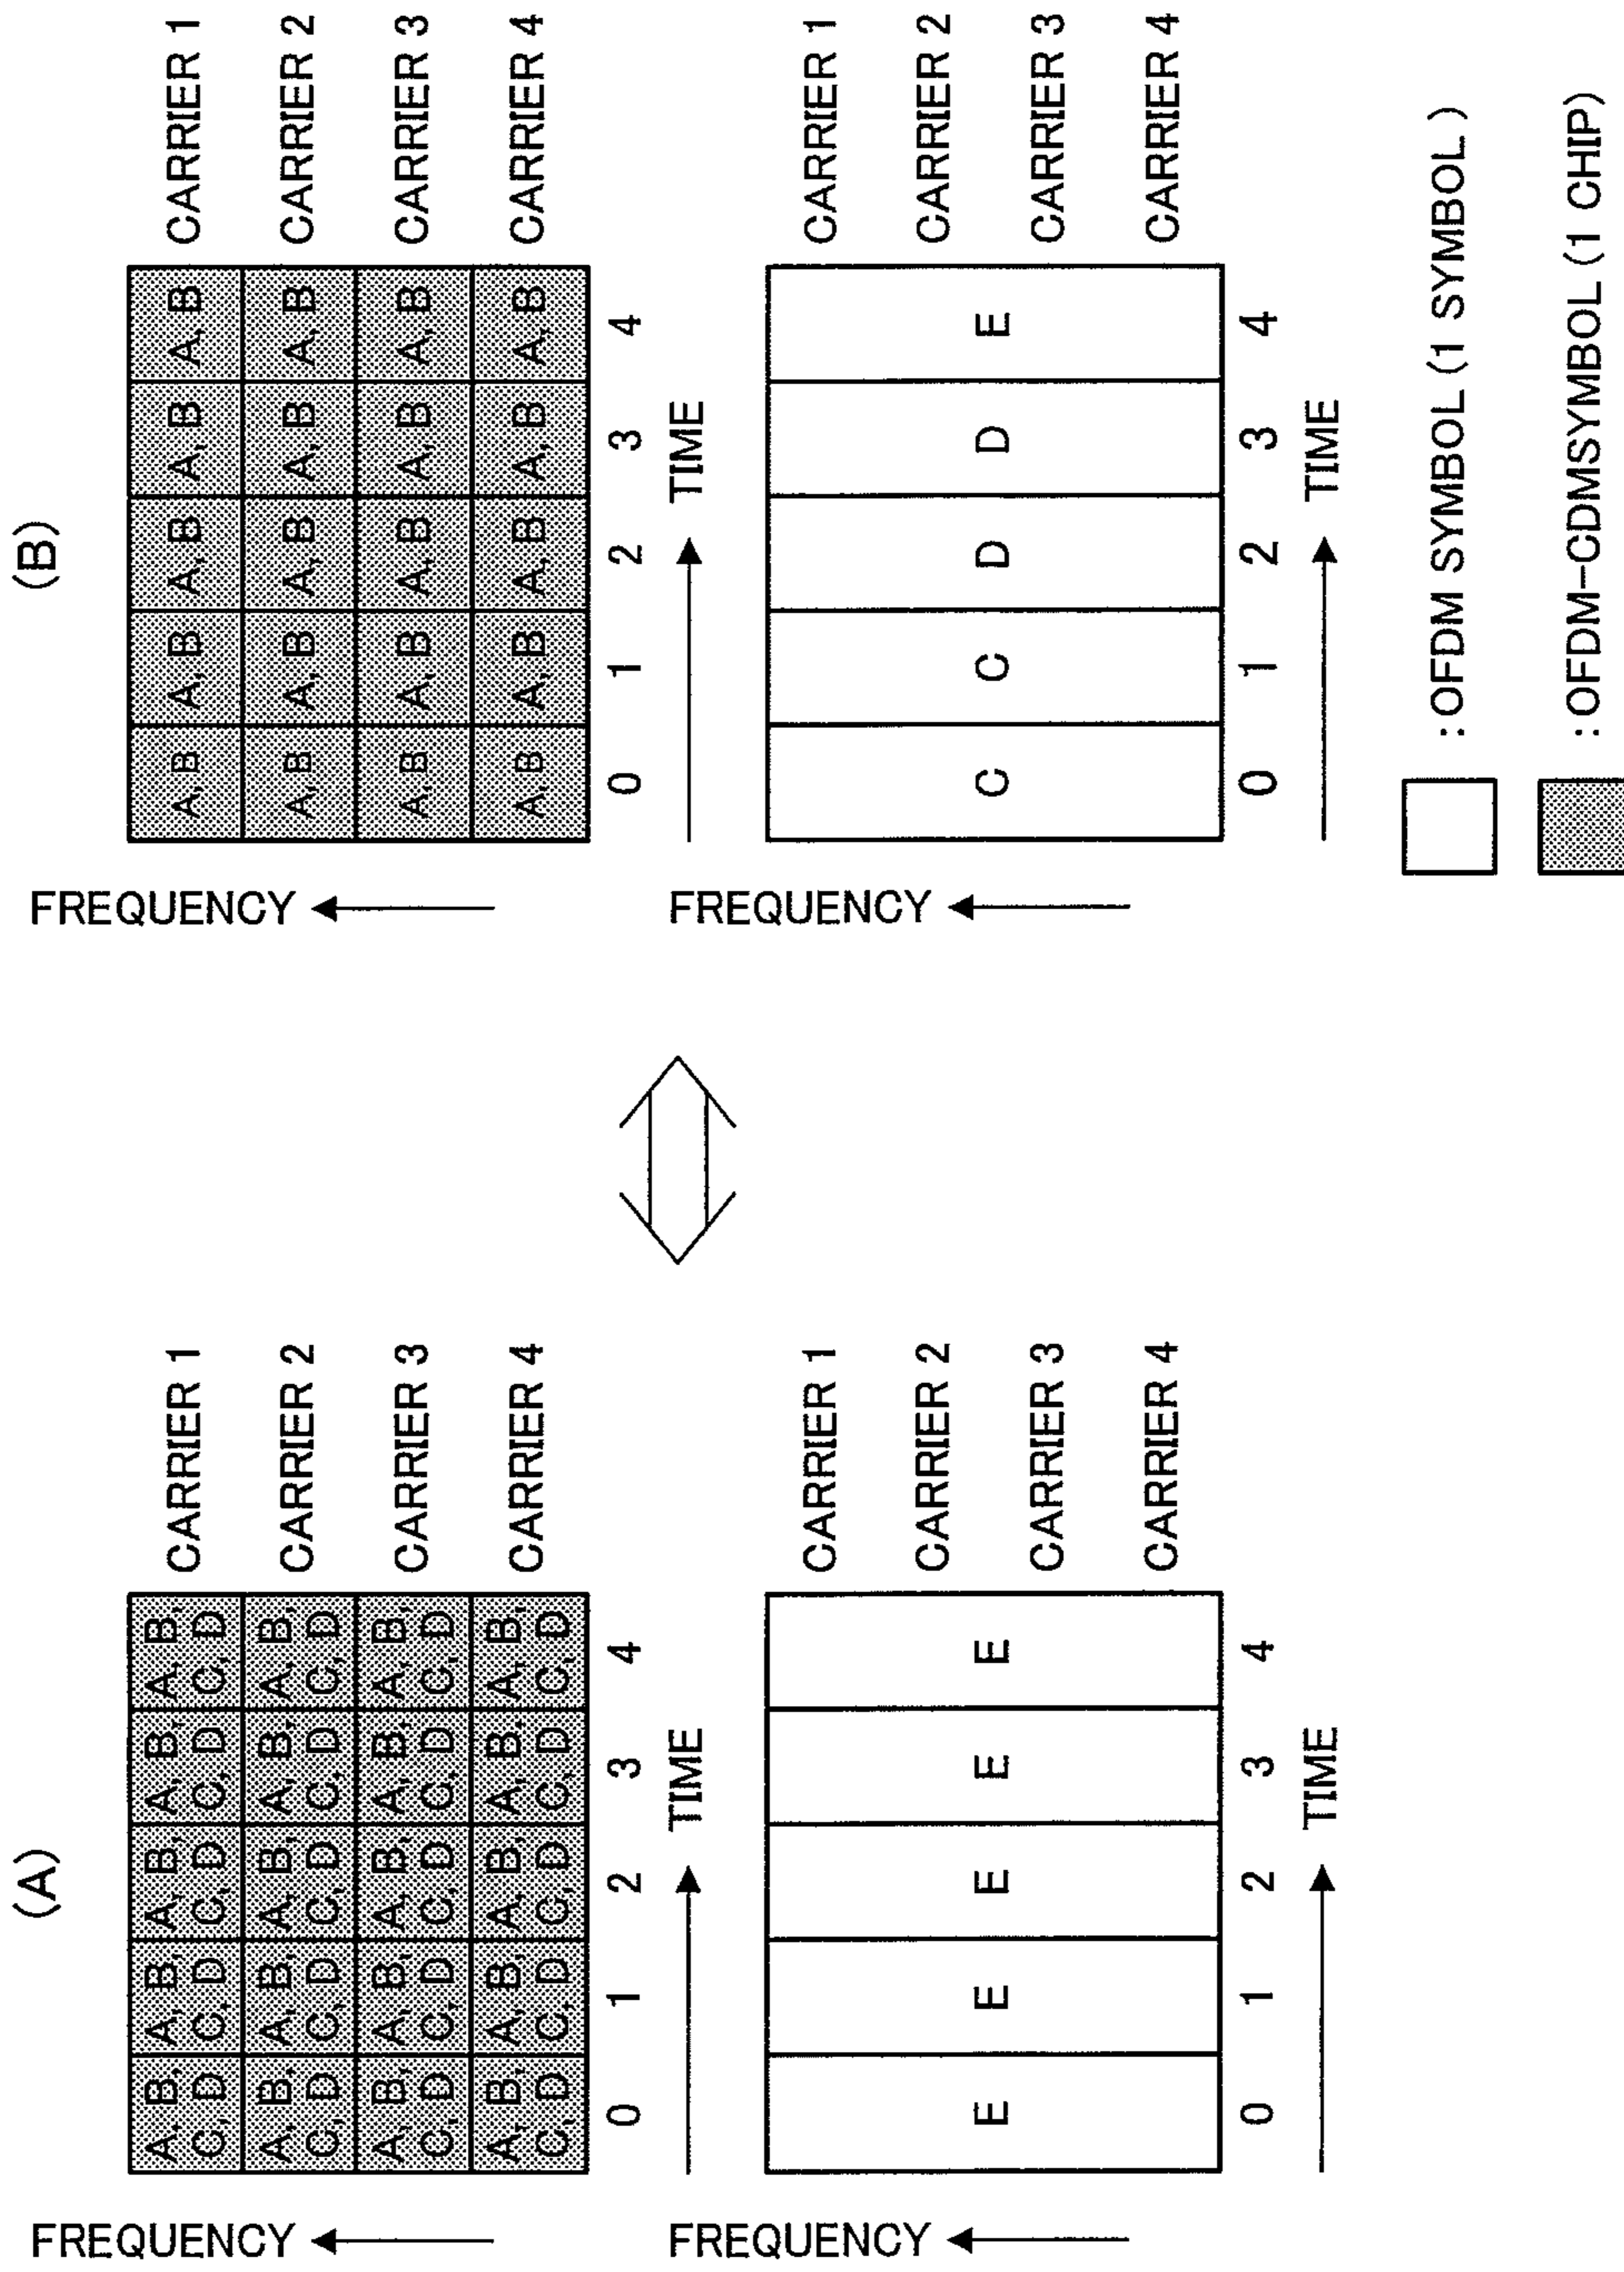 (A)
FREQUENCY
A, B, A, B, A, B, A, B, A, B,
C, D C, D C, D C, D C, D
CARRIER 1
A, B, A, B, A, B, A, B, A, B,
C, D C, D C, D C, D C, D
CARRIER 2
A, B, A, B, A, B, A, B, A, B,
C, D C, D C, D C, D C, D
CARRIER 3
A, B, A, B, A, B, A, B, A, B,
C, D C, D C, D C, D C, D
CARRIER 4
0 1 2 3 4
TIME
FREQUENCY
E E E E E
CARRIER 1
CARRIER 2
CARRIER 3
CARRIER 4
0 1 2 3 4
TIME
(B)
FREQUENCY
A, B A, B A, B A, B A, B CARRIER 1
A, B A, B A, B A, B A, B CARRIER 2
A, B A, B A, B A, B A, B CARRIER 3
A, B A, B A, B A, B A, B CARRIER 4
0 1 2 3 4
TIME
FREQUENCY
C C D D E
CARRIER 1
CARRIER 2
CARRIER 3
CARRIER 4
0 1 2 3 4
TIME
:OFDM SYMBOL (1 SYMBOL)
:OFDM-CDMSYMBOL (1 CHIP)